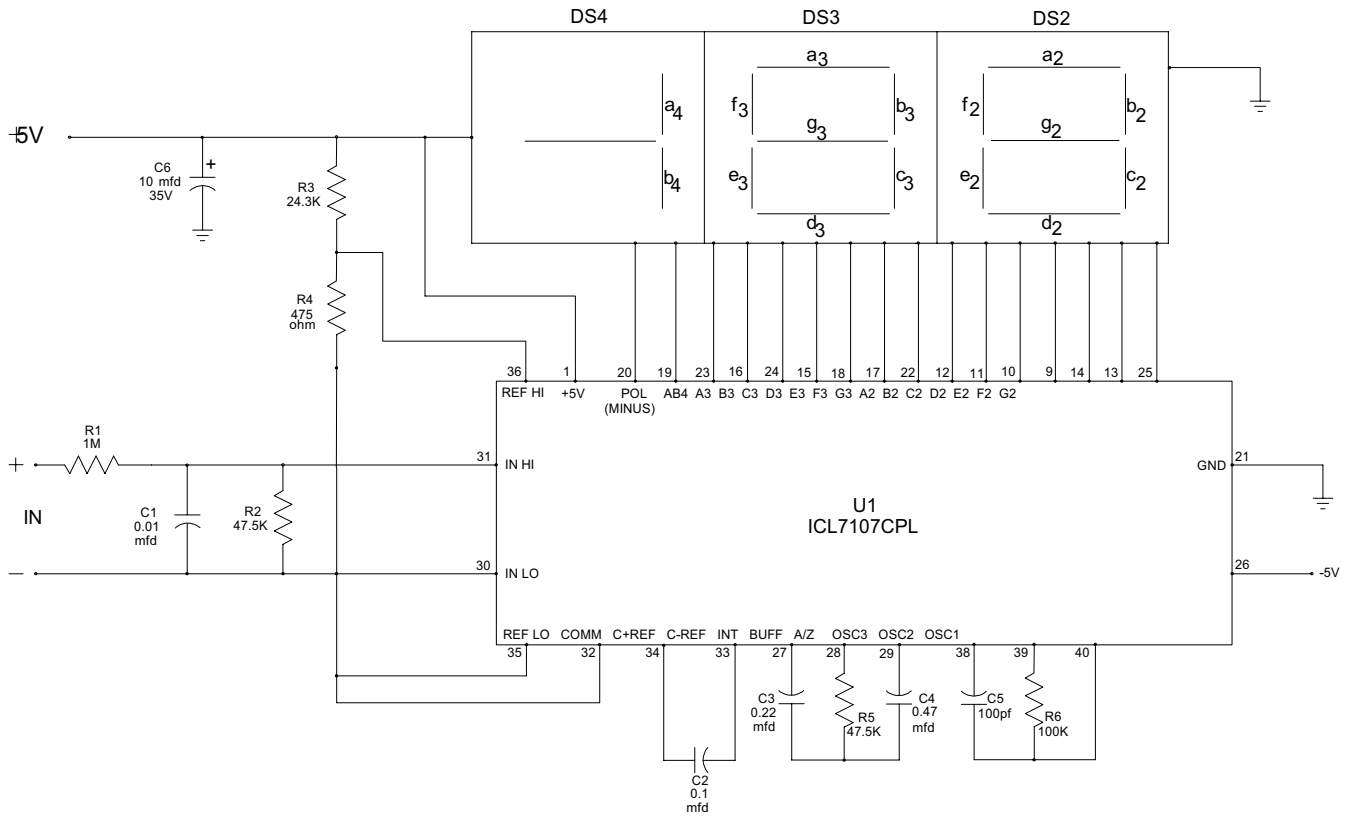 DS4 DS3 DS2
a3 a2
a4 f3 b3 f2 b2
g3 g2
b4 e3 c3 e2 c2
d3 d2
+5V
C6
10 mfd
35V
+
R3
24.3K
R4
475
ohm
36 1 20 19 23 16 24 15 18 17 22 12 11 10 9 14 13 25
REF HI +5V POL AB4 A3 B3 C3 D3 E3 F3 G3 A2 B2 C2 D2 E2 F2 G2
(MINUS)
R1
1M
+
IN
−
C1
0.01
mfd
R2
47.5K
31 IN HI
30 IN LO
U1
ICL7107CPL
GND 21
26 -5V
REF LO COMM C+REF C-REF INT BUFF A/Z OSC3 OSC2 OSC1
35 32 34 33 27 28 29 38 39 40
C2
0.1
mfd
C3
0.22
mfd
R5
47.5K
C4
0.47
mfd
C5
100pf
R6
100K